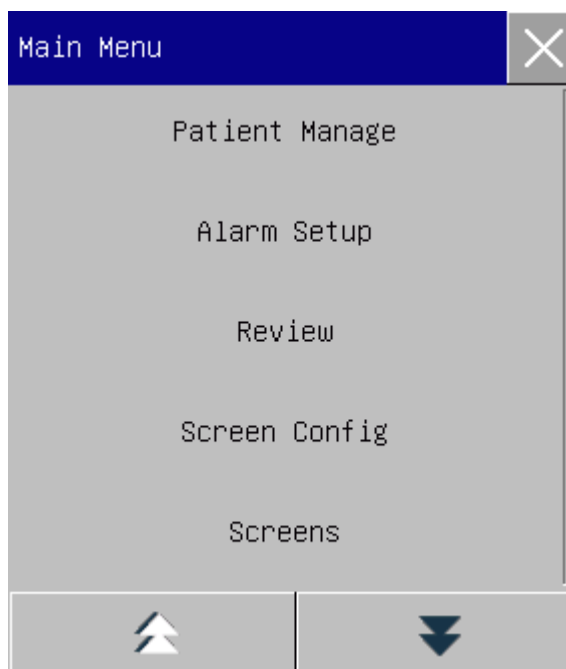 Main Menu
Patient Manage
Alarm Setup
Review
Screen Config
Screens